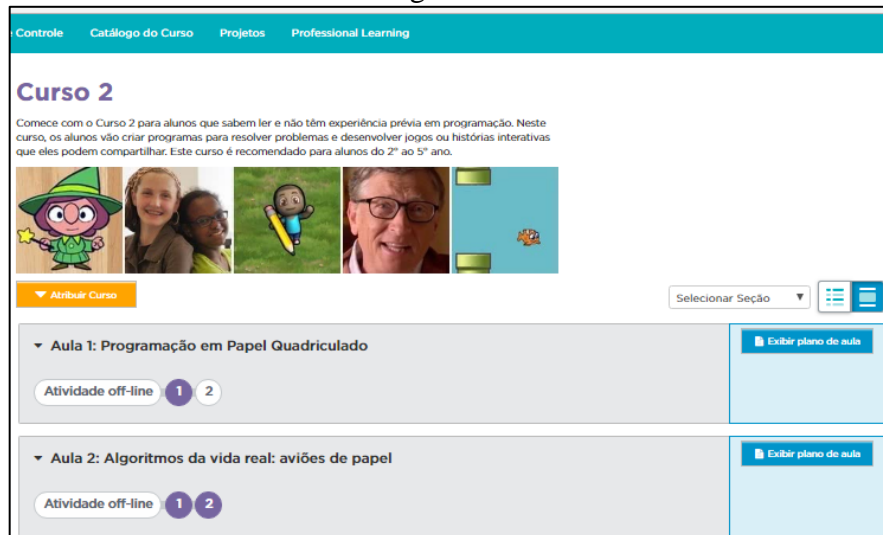 Controle Catálogo do Curso Projetos Professional Learning
Curso 2
Comece com o Curso 2 para alunos que sabem ler e não têm experiência prévia em programação. Neste
curso, os alunos vão criar programas para resolver problemas e desenvolver jogos ou histórias interativas
que eles podem compartilhar. Este curso é recomendado para alunos do 2° ao 5° ano.
Atribuir Curso
Selecionar Seção
Aula 1: Programação em Papel Quadriculado
Exibir plano de aula
Atividade off-line 1 2
Aula 2: Algoritmos da vida real: aviões de papel
Exibir plano de aula
Atividade off-line 1 2